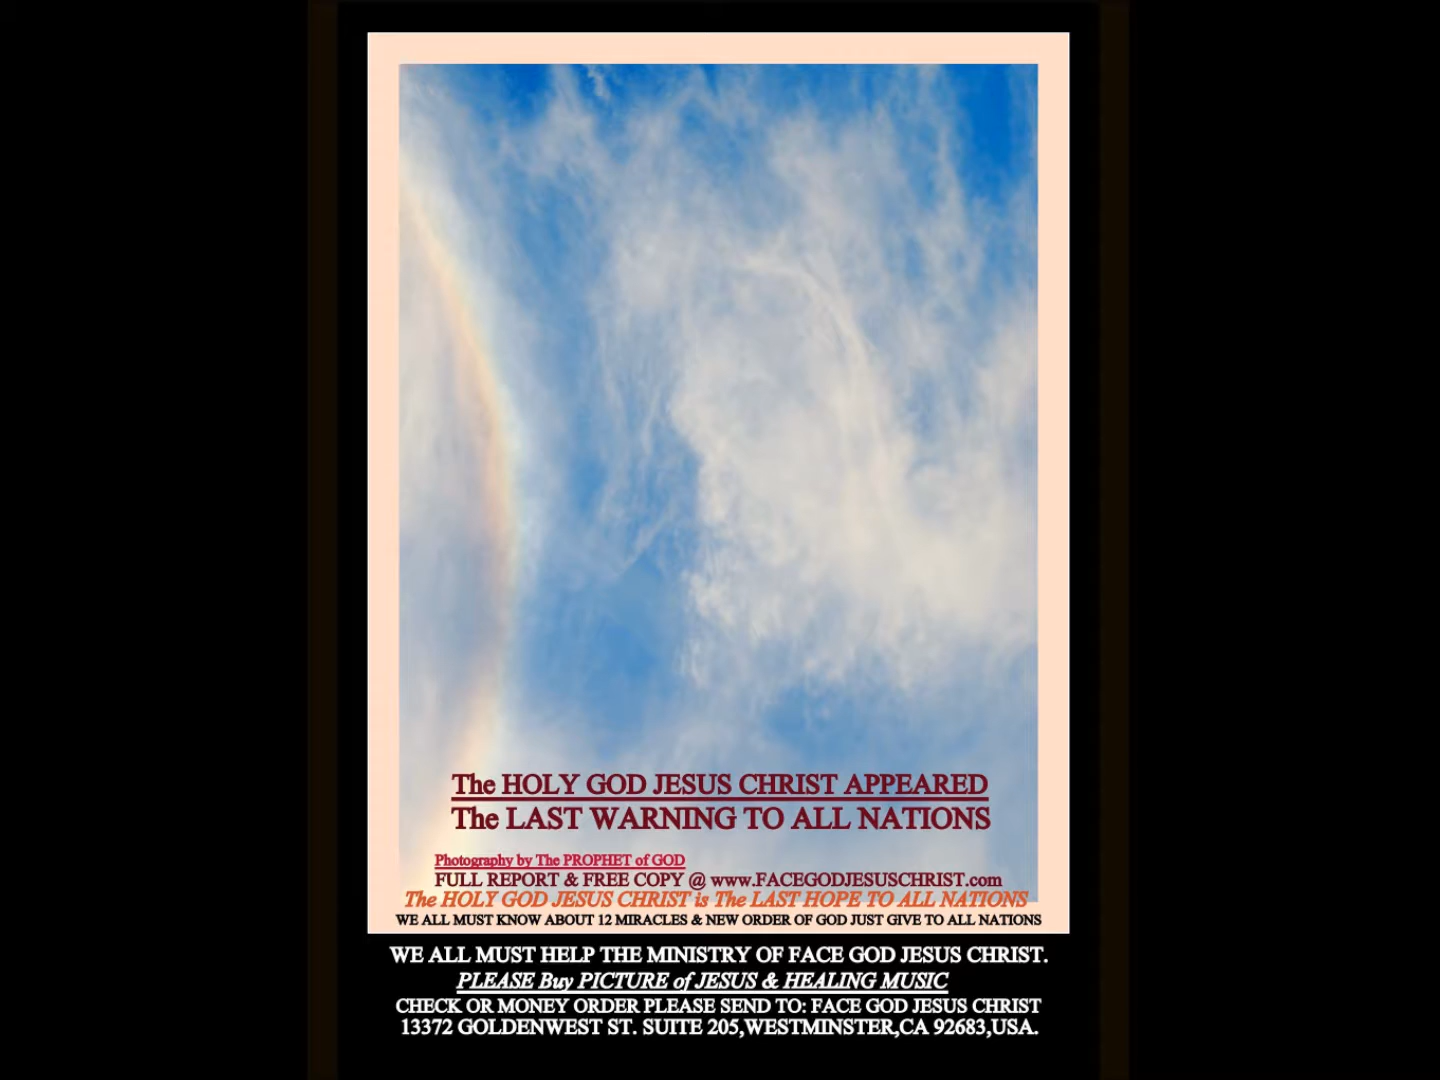 The HOLY GOD JESUS CHRIST APPEARED
The LAST WARNING TO ALL NATIONS
Photography by The PROPHET of GOD
FULL REPORT & FREE COPY @ www.FACEGODJESUSCHRIST.com
The HOLY GOD JESUS CHRIST is The LAST HOPE TO ALL NATIONS
WE ALL MUST KNOW ABOUT 12 MIRACLES & NEW ORDER OF GOD JUST GIVE TO ALL NATIONS
WE ALL MUST HELP THE MINISTRY OF FACE GOD JESUS CHRIST.
PLEASE Buy PICTURE of JESUS & HEALING MUSIC
CHECK OR MONEY ORDER PLEASE SEND TO: FACE GOD JESUS CHRIST
13372 GOLDENWEST ST. SUITE 205,WESTMINSTER,CA 92683,USA.